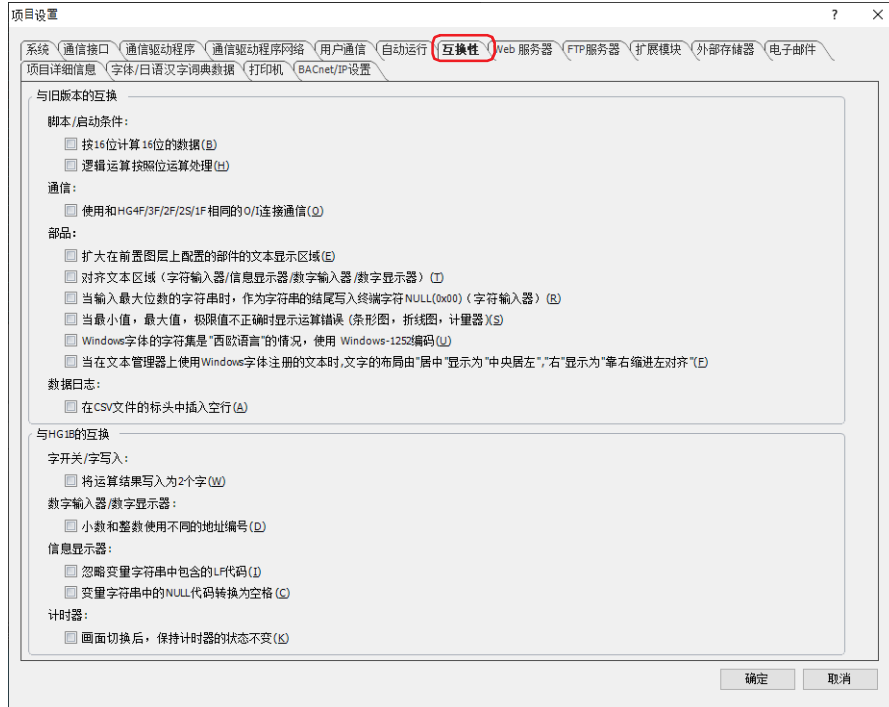 项目设置
? ×
系统 通信接口 通信驱动程序 通信驱动程序网络 用户通信 自动运行 互换性 Web 服务器 FTP服务器 扩展模块 外部存储器 电子邮件
项目详细信息 字体/日语汉字词典数据 打印机 BACnet/IP设置
与旧版本的互换
脚本/启动条件:
按16位计算16位的数据(B)
逻辑运算按照位运算处理(H)
通信:
使用和HG4F/3F/2F/2S/1F相同的O/I连接通信(O)
部品:
扩大在前置图层上配置的部件的文本显示区域(E)
对齐文本区域（字符输入器/信息显示器/数字输入器/数字显示器）(T)
当输入最大位数的字符串时，作为字符串的结尾写入终端字符NULL(0x00)（字符输入器）(R)
当最小值，最大值，极限值不正确时显示运算错误 (条形图，折线图，计量器)(S)
Windows字体的字符集是"西欧语言"的情况，使用 Windows-1252编码(U)
当在文本管理器上使用Windows字体注册的文本时,文字的布局由"居中"显示为"中央居左","右"显示为"靠右缩进左对齐"(F)
数据日志:
在CSV文件的标头中插入空行(A)
与HG1B的互换
字开关/字写入:
将运算结果写入为2个字(W)
数字输入器/数字显示器:
小数和整数使用不同的地址编号(D)
信息显示器:
忽略变量字符串中包含的LF代码(I)
变量字符串中的NULL代码转换为空格(C)
计时器:
画面切换后，保持计时器的状态不变(K)
确定 取消